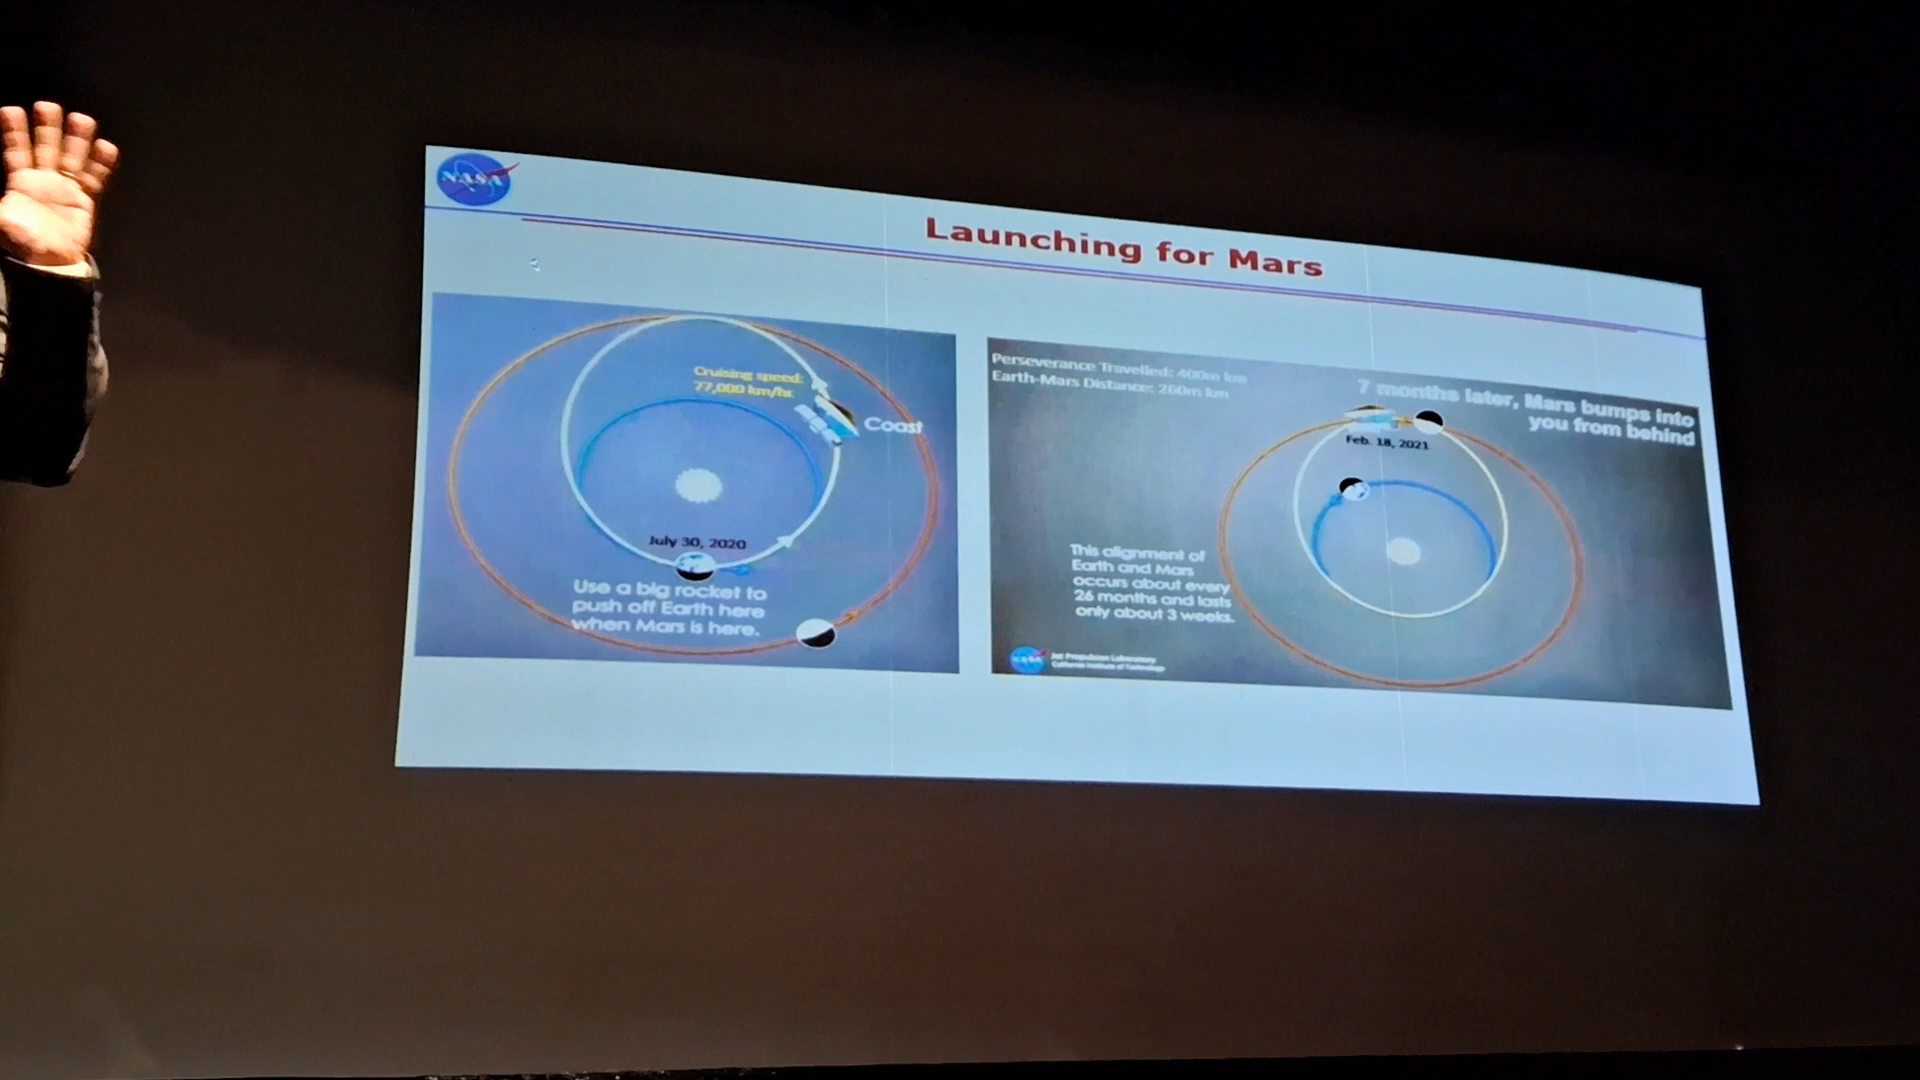 NASA
Launching for Mars
Cruising speed:
77,000 km/hr
Coast
July 30, 2020
Use a big rocket to
push off Earth here
when Mars is here.
Perseverance Travelled: 400m km
Earth-Mars Distance: 260m km
7 months later, Mars bumps into
you from behind
Feb. 18, 2021
This alignment of
Earth and Mars
occurs about every
26 months and lasts
only about 3 weeks.
NASA
Jet Propulsion Laboratory
California Institute of Technology